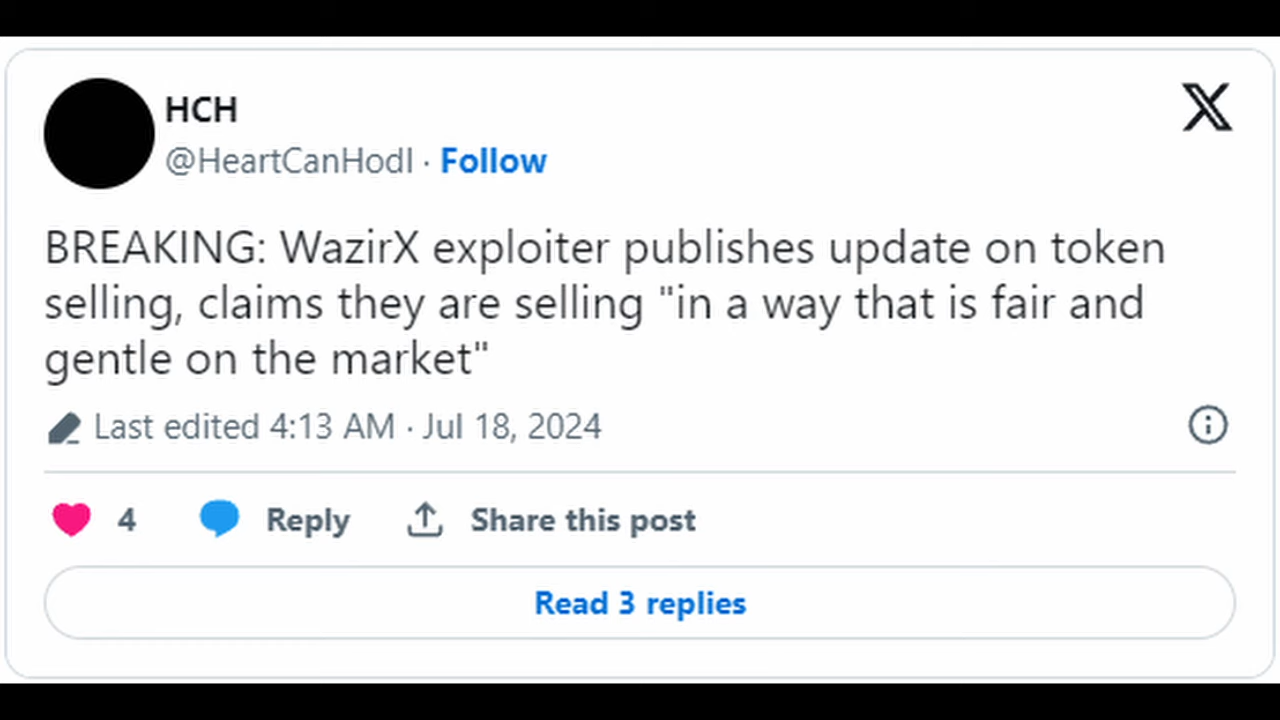 HCH
@HeartCanHodl · Follow
BREAKING: WazirX exploiter publishes update on token
selling, claims they are selling "in a way that is fair and
gentle on the market"
Last edited 4:13 AM · Jul 18, 2024
4 Reply Share this post
Read 3 replies